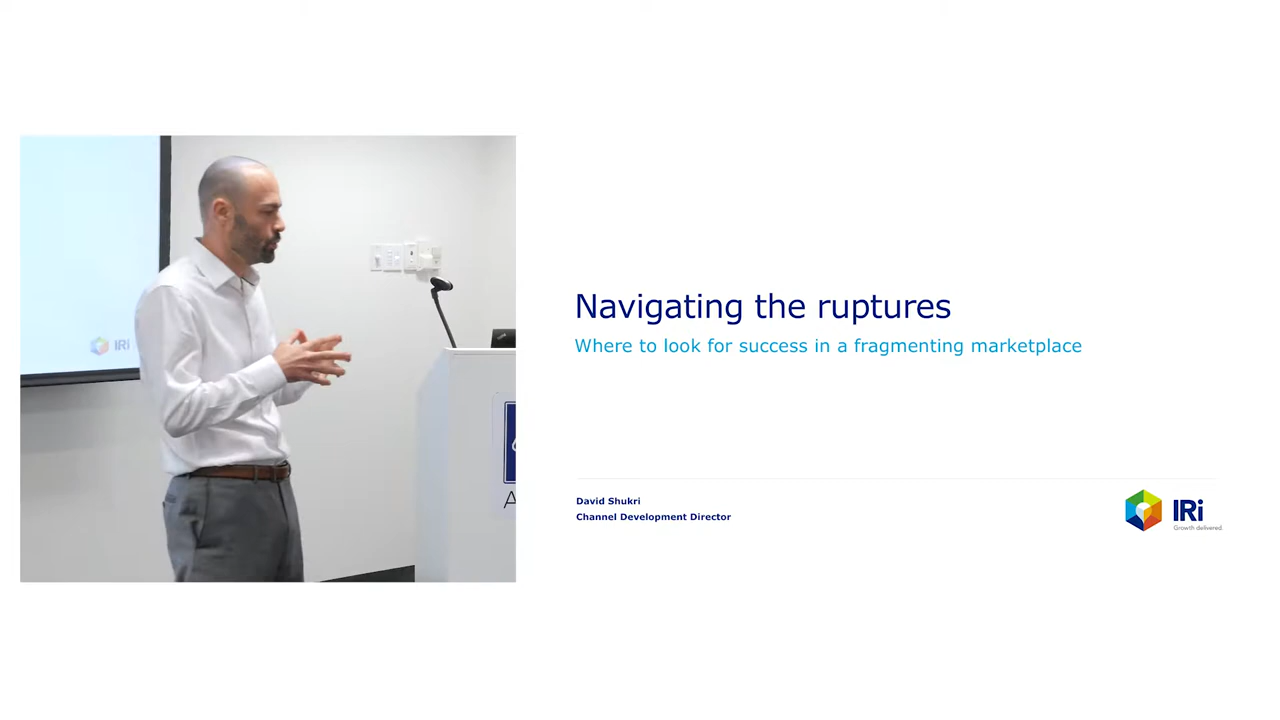 IRi
A
Navigating the ruptures
Where to look for success in a fragmenting marketplace
David Shukri
Channel Development Director
IRi
Growth delivered